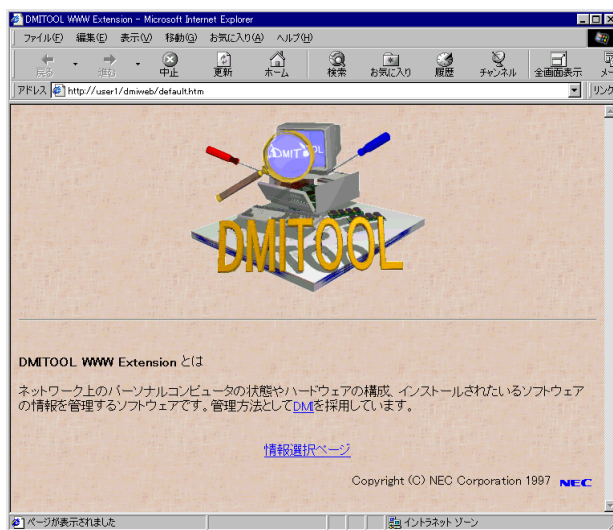 DMITOOL WWW Extension - Microsoft Internet Explorer
ファイル(F) 編集(E) 表示(V) 移動(G) お気に入り(A) ヘルプ(H)
戻る 進む 中止 更新 ホーム 検索 お気に入り 履歴 チャンネル 全画面表示 メー
アドレス http://user1/dmiweb/default.htm リンク
DMITOOL
DMITOOL
DMITOOL WWW Extension とは
ネットワーク上のパーソナルコンピュータの状態やハードウェアの構成、インストールされたいるソフトウェア
の情報を管理するソフトウェアです。管理方法としてDMIを採用しています。
情報選択ページ
Copyright (C) NEC Corporation 1997 NEC
ページが表示されました イントラネット ゾーン